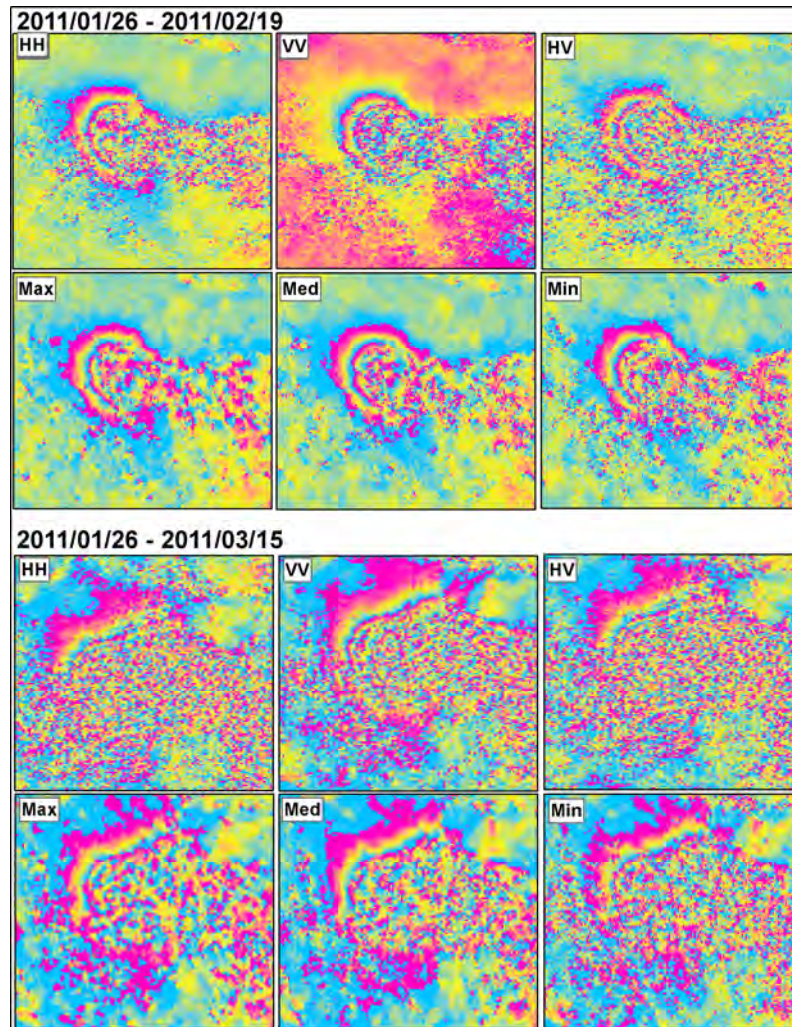 2011/01/26 - 2011/02/19
HH VV HV
Max Med Min
2011/01/26 - 2011/03/15
HH VV HV
Max Med Min